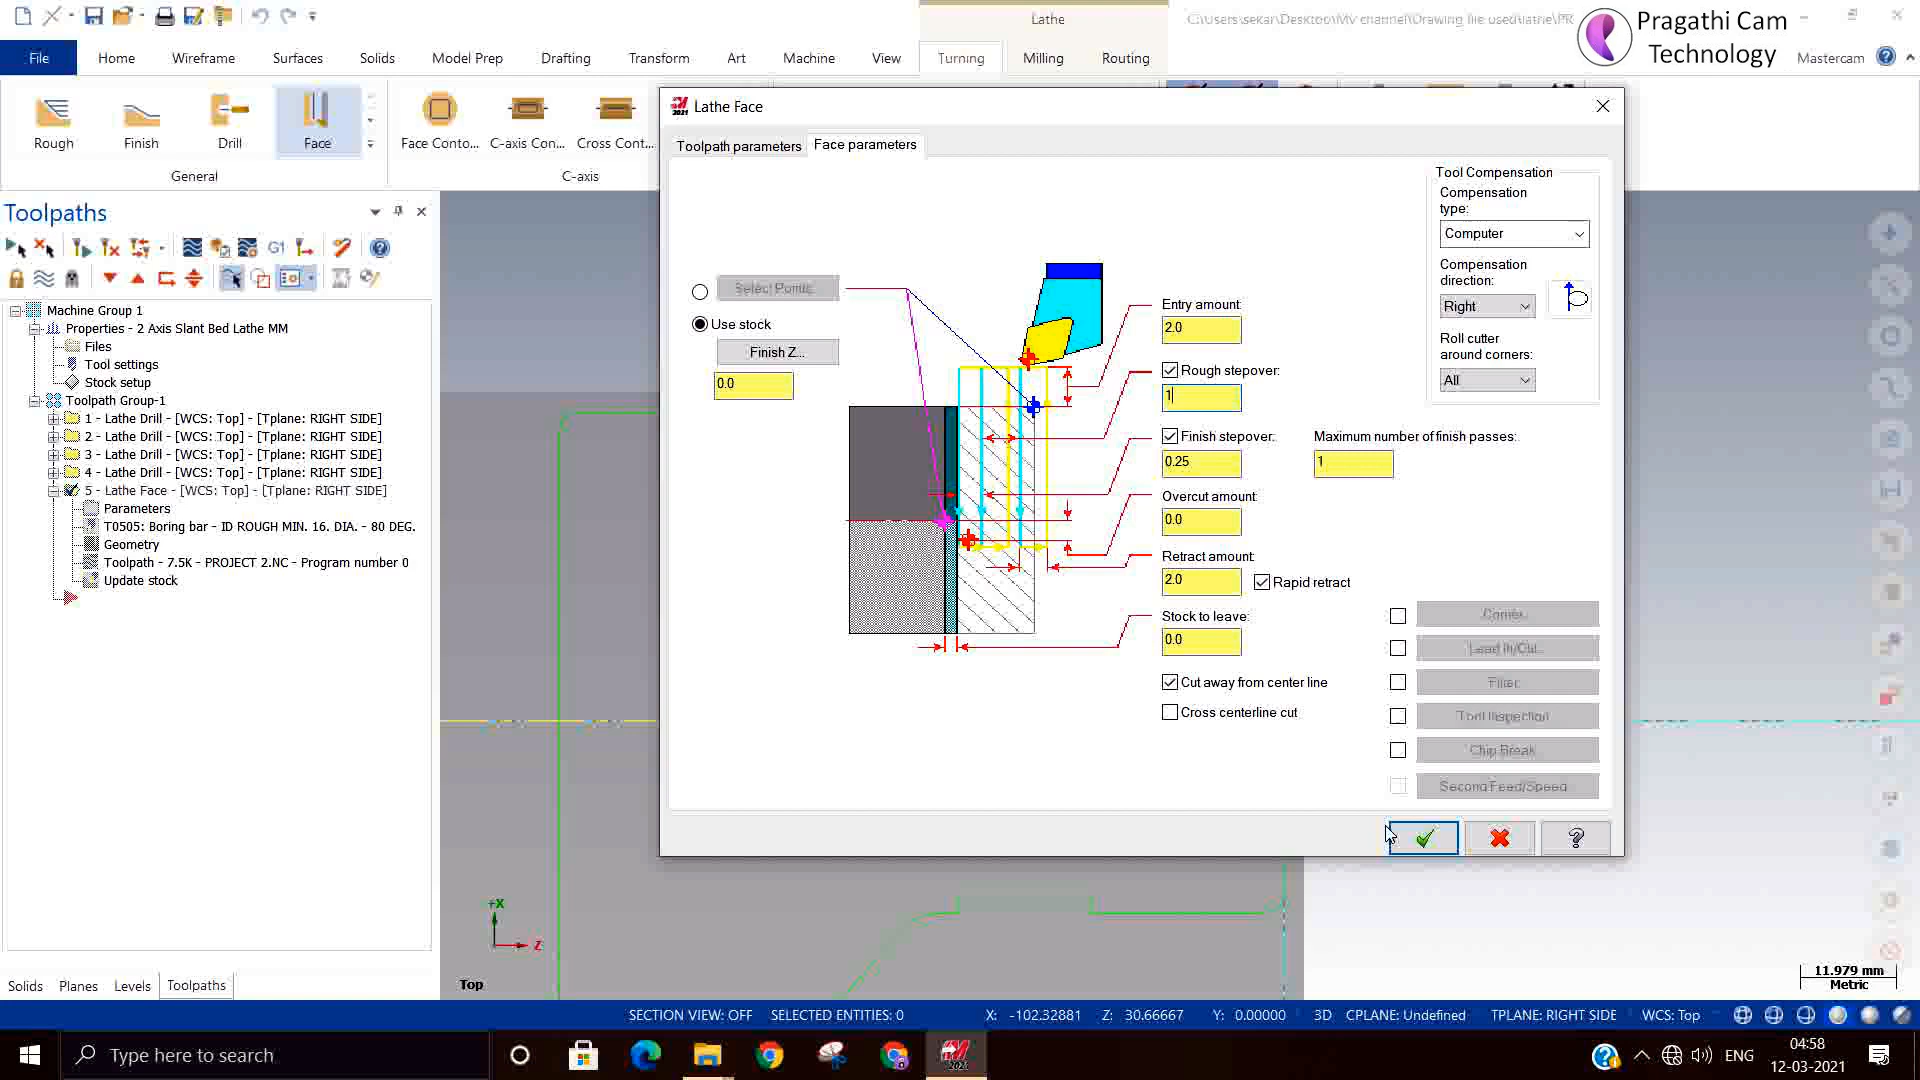 Lathe
Pragathi Cam
Technology
File
Home
Wireframe
Surfaces
Solids
Model Prep
Drafting
Transform
Art
Machine
View
Turning
Milling
Routing
Mastercam
Rough
Finish
Drill
Face
General
Face Conto...
C-axis Con...
Cross Cont...
C-axis
Toolpaths
G1
Machine Group 1
Properties - 2 Axis Slant Bed Lathe MM
Files
Tool settings
Stock setup
Toolpath Group-1
1 - Lathe Drill - [WCS: Top] - [Tplane: RIGHT SIDE]
2 - Lathe Drill - [WCS: Top] - [Tplane: RIGHT SIDE]
3 - Lathe Drill - [WCS: Top] - [Tplane: RIGHT SIDE]
4 - Lathe Drill - [WCS: Top] - [Tplane: RIGHT SIDE]
5 - Lathe Face - [WCS: Top] - [Tplane: RIGHT SIDE]
Parameters
T0505: Boring bar - ID ROUGH MIN. 16. DIA. - 80 DEG.
Geometry
Toolpath - 7.5K - PROJECT 2.NC - Program number 0
Update stock
Solids
Planes
Levels
Toolpaths
Lathe Face
Toolpath parameters
Face parameters
Select Points...
Use stock
Finish Z...
0.0
Entry amount:
2.0
Rough stepover:
1
Finish stepover:
0.25
Maximum number of finish passes:
1
Overcut amount:
0.0
Retract amount:
2.0
Rapid retract
Stock to leave:
0.0
Cut away from center line
Cross centerline cut
Tool Compensation
Compensation
type:
Computer
Compensation
direction:
Right
Roll cutter
around corners:
All
Corner...
Lead In/Out...
Filter...
Tool Inspection...
Chip Break...
Second Feed/Speed...
+X
Z
Top
11.979 mm
Metric
SECTION VIEW: OFF
SELECTED ENTITIES: 0
X: -102.32881
Z: 30.66667
Y: 0.00000
3D
CPLANE: Undefined
TPLANE: RIGHT SIDE
WCS: Top
Type here to search
ENG
04:58
12-03-2021